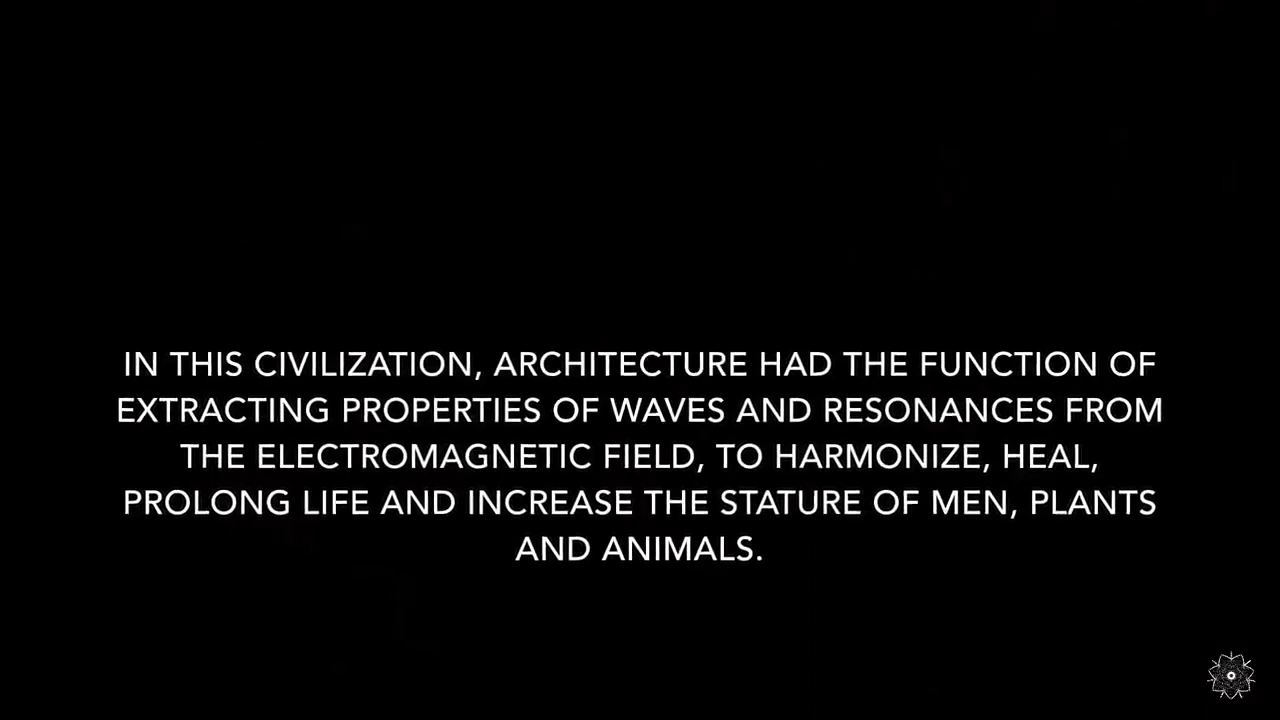 IN THIS CIVILIZATION, ARCHITECTURE HAD THE FUNCTION OF
EXTRACTING PROPERTIES OF WAVES AND RESONANCES FROM
THE ELECTROMAGNETIC FIELD, TO HARMONIZE, HEAL,
PROLONG LIFE AND INCREASE THE STATURE OF MEN, PLANTS
AND ANIMALS.